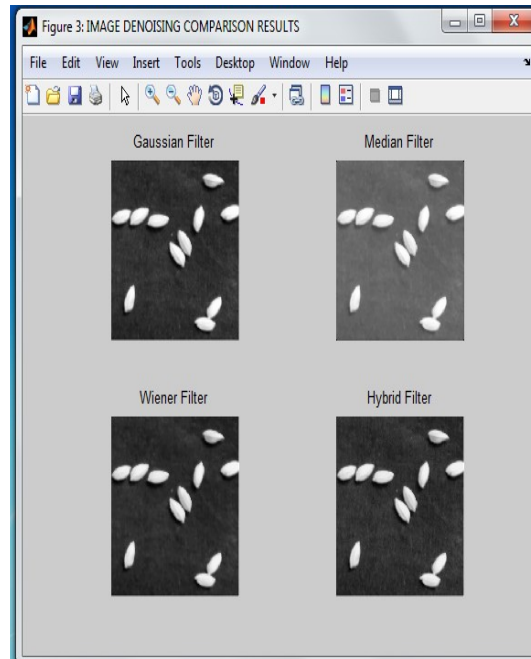 Figure 3: IMAGE DENOISING COMPARISON RESULTS
File Edit View Insert Tools Desktop Window Help
Gaussian Filter Median Filter
Wiener Filter Hybrid Filter